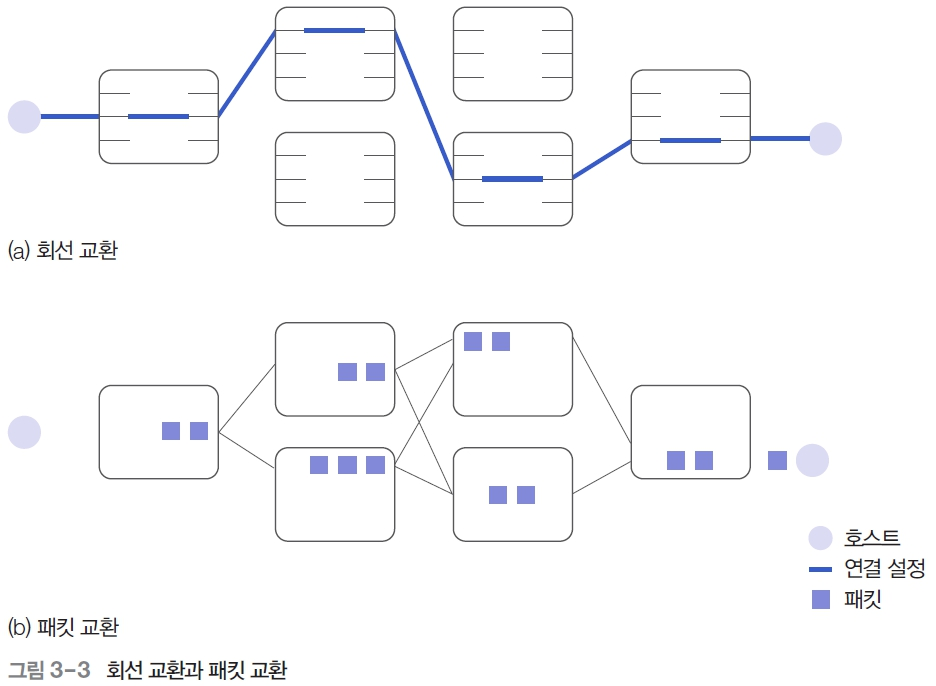 (a) 회선 교환
호스트
연결 설정
패킷
(b) 패킷 교환
그림 3-3 회선 교환과 패킷 교환